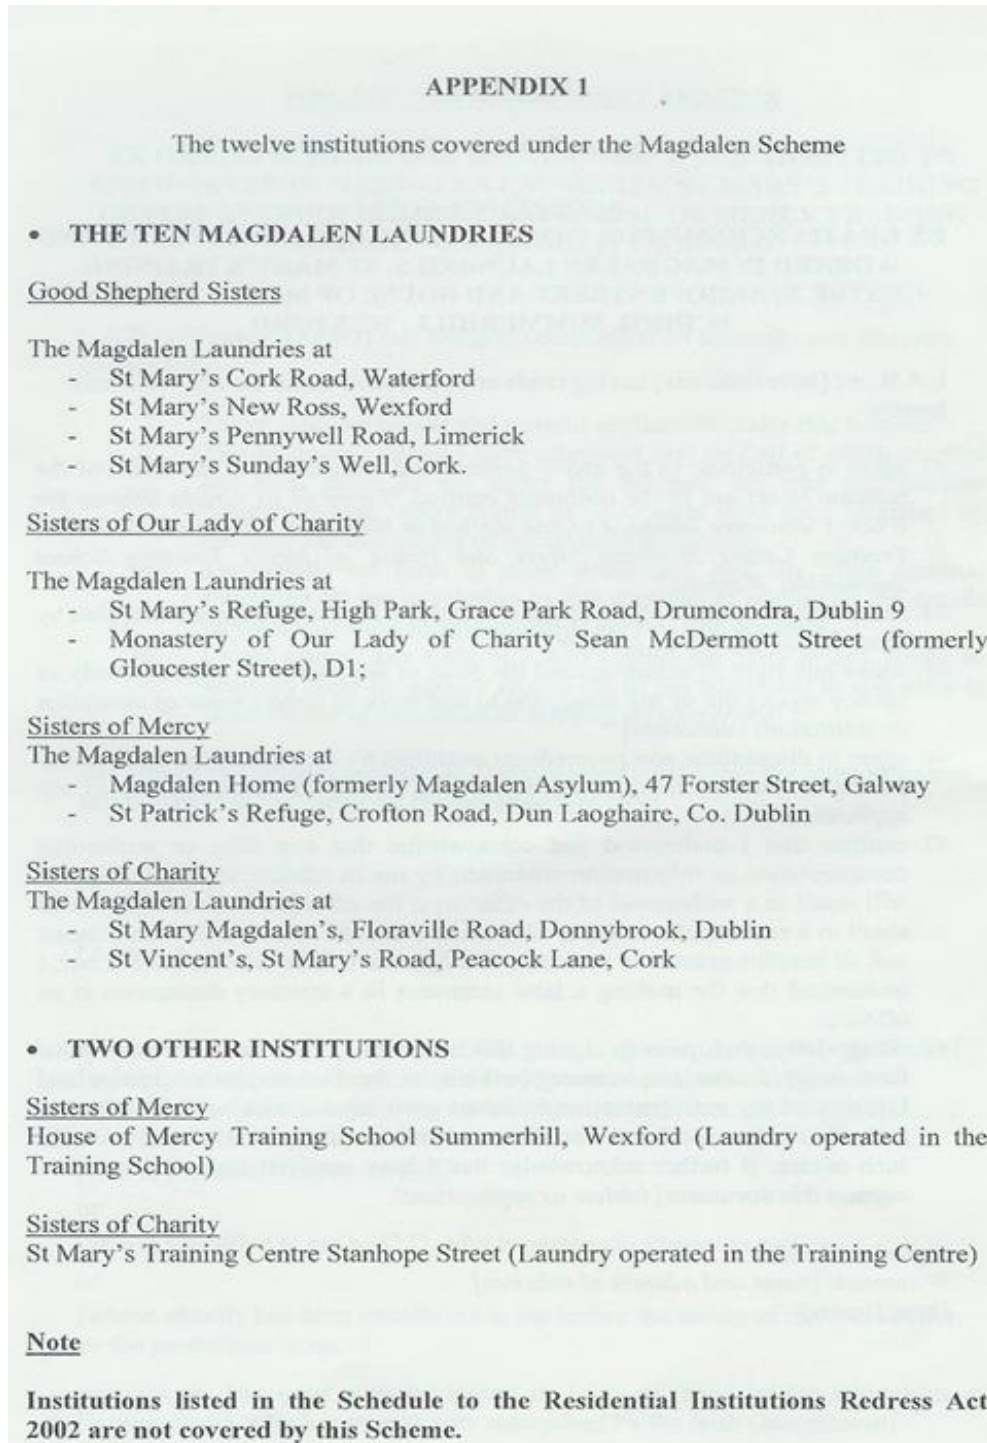 APPENDIX 1
The twelve institutions covered under the Magdalen Scheme
• THE TEN MAGDALEN LAUNDRIES
Good Shepherd Sisters
The Magdalen Laundries at
- St Mary's Cork Road, Waterford
- St Mary's New Ross, Wexford
- St Mary's Pennywell Road, Limerick
- St Mary's Sunday's Well, Cork.
Sisters of Our Lady of Charity
The Magdalen Laundries at
- St Mary's Refuge, High Park, Grace Park Road, Drumcondra, Dublin 9
- Monastery of Our Lady of Charity Sean McDermott Street (formerly
Gloucester Street), D1;
Sisters of Mercy
The Magdalen Laundries at
- Magdalen Home (formerly Magdalen Asylum), 47 Forster Street, Galway
- St Patrick's Refuge, Crofton Road, Dun Laoghaire, Co. Dublin
Sisters of Charity
The Magdalen Laundries at
- St Mary Magdalen's, Floraville Road, Donnybrook, Dublin
- St Vincent's, St Mary's Road, Peacock Lane, Cork
• TWO OTHER INSTITUTIONS
Sisters of Mercy
House of Mercy Training School Summerhill, Wexford (Laundry operated in the
Training School)
Sisters of Charity
St Mary's Training Centre Stanhope Street (Laundry operated in the Training Centre)
Note
Institutions listed in the Schedule to the Residential Institutions Redress Act
2002 are not covered by this Scheme.